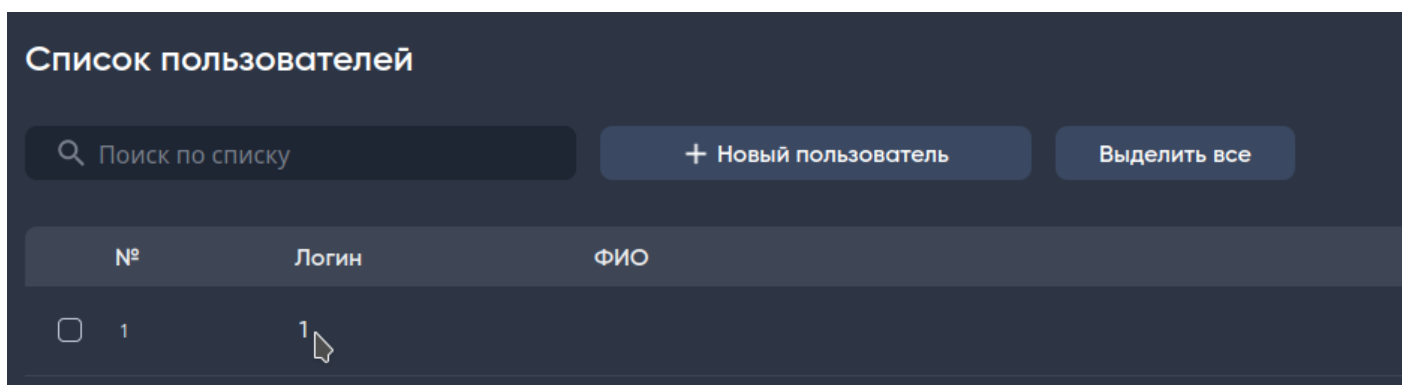 Список пользователей
Поиск по списку
+ Новый пользователь
Выделить все
№ Логин ФИО
1 1